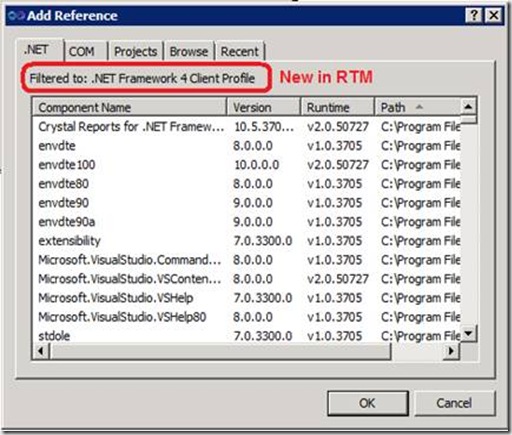 Add Reference
.NET COM Projects Browse Recent
Filtered to: .NET Framework 4 Client Profile New in RTM
Component Name Version Runtime Path
Crystal Reports for .NET Framew... 10.5.370... v2.0.50727 C:\Program File
envdte 8.0.0.0 v1.0.3705 C:\Program File
envdte100 10.0.0.0 v2.0.50727 C:\Program File
envdte80 8.0.0.0 v1.0.3705 C:\Program File
envdte90 9.0.0.0 v1.0.3705 C:\Program File
envdte90a 9.0.0.0 v1.0.3705 C:\Program File
extensibility 7.0.3300.0 v1.0.3705 C:\Program File
Microsoft.VisualStudio.Command... 8.0.0.0 v1.0.3705 C:\Program File
Microsoft.VisualStudio.VSConten... 8.0.0.0 v2.0.50727 C:\Program File
Microsoft.VisualStudio.VSHelp 7.0.3300.0 v1.0.3705 C:\Program File
Microsoft.VisualStudio.VSHelp80 8.0.0.0 v1.0.3705 C:\Program File
stdole 7.0.3300.0 v1.0.3705 C:\Program File
OK Cancel